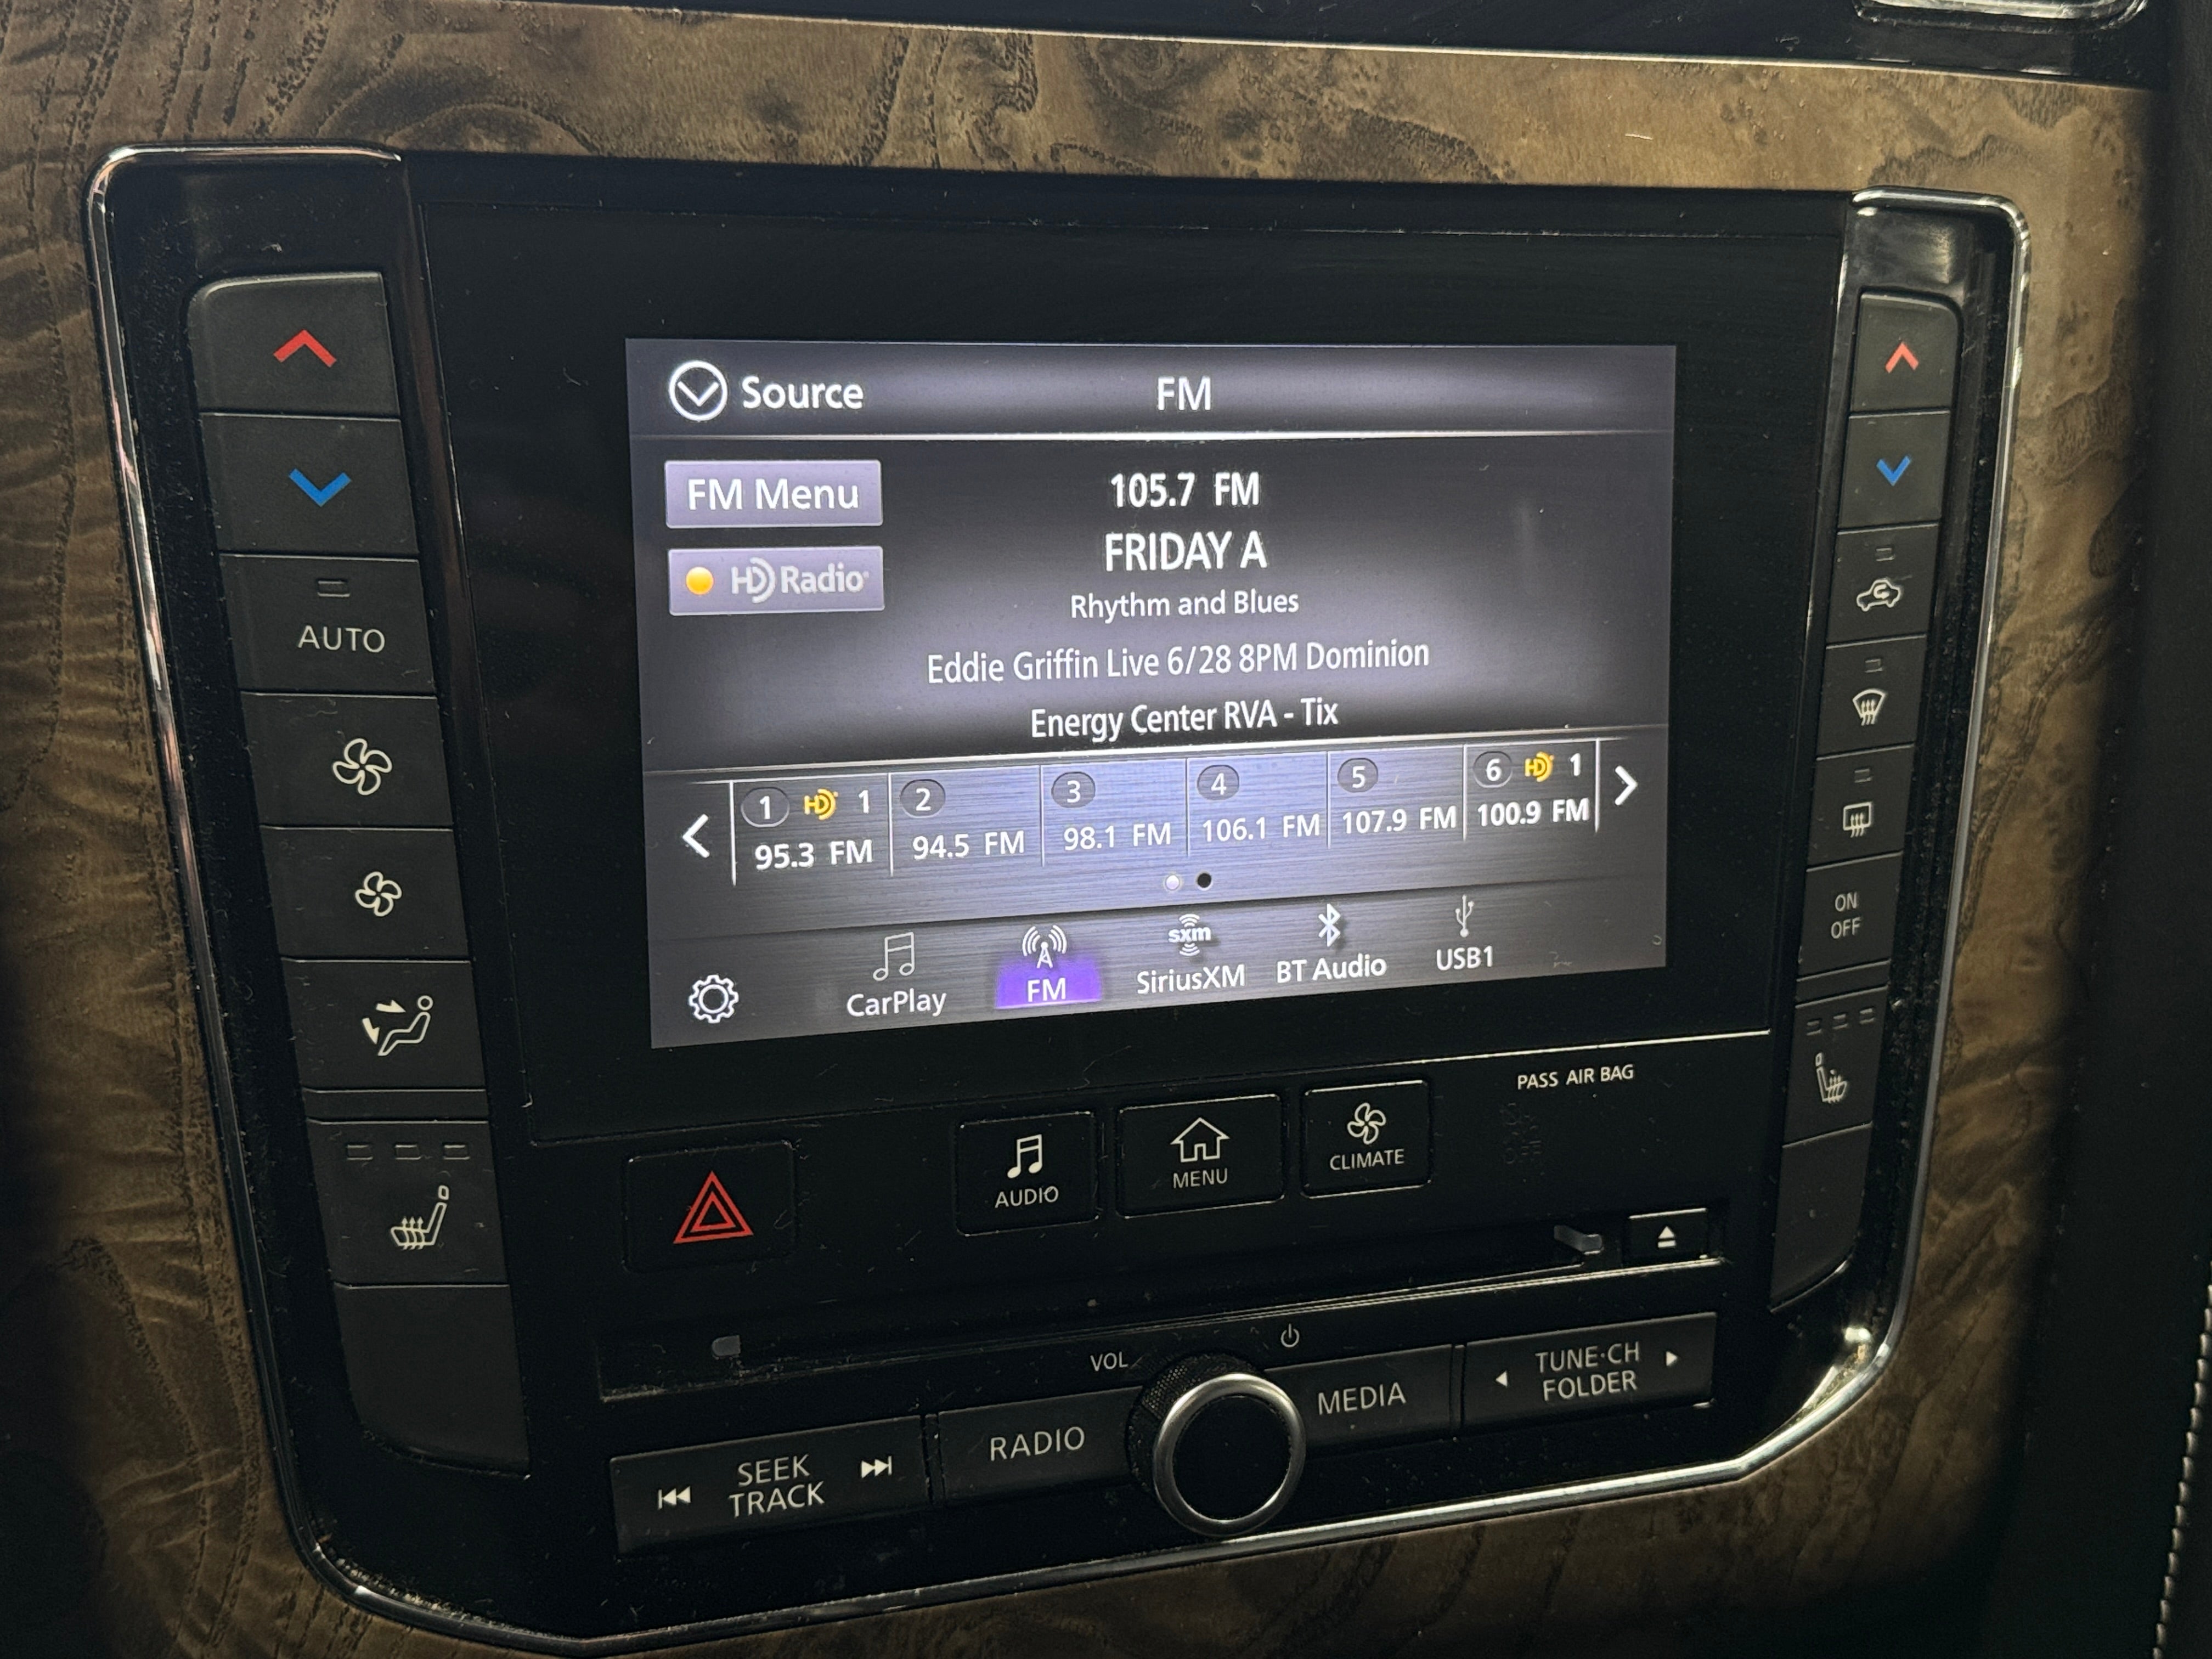 Source
FM
FM Menu
105.7 FM
HD Radio
FRIDAY A
Rhythm and Blues
Eddie Griffin Live 6/28 8PM Dominion
Energy Center RVA - Tix
1 HD 1
95.3 FM
2
94.5 FM
3
98.1 FM
4
106.1 FM
5
107.9 FM
6 HD 1
100.9 FM
CarPlay
FM
sxm
SiriusXM
BT Audio
USB1
AUTO
ON
OFF
PASS AIR BAG
OFF
AUDIO
MENU
CLIMATE
VOL
SEEK
TRACK
RADIO
MEDIA
TUNE·CH
FOLDER